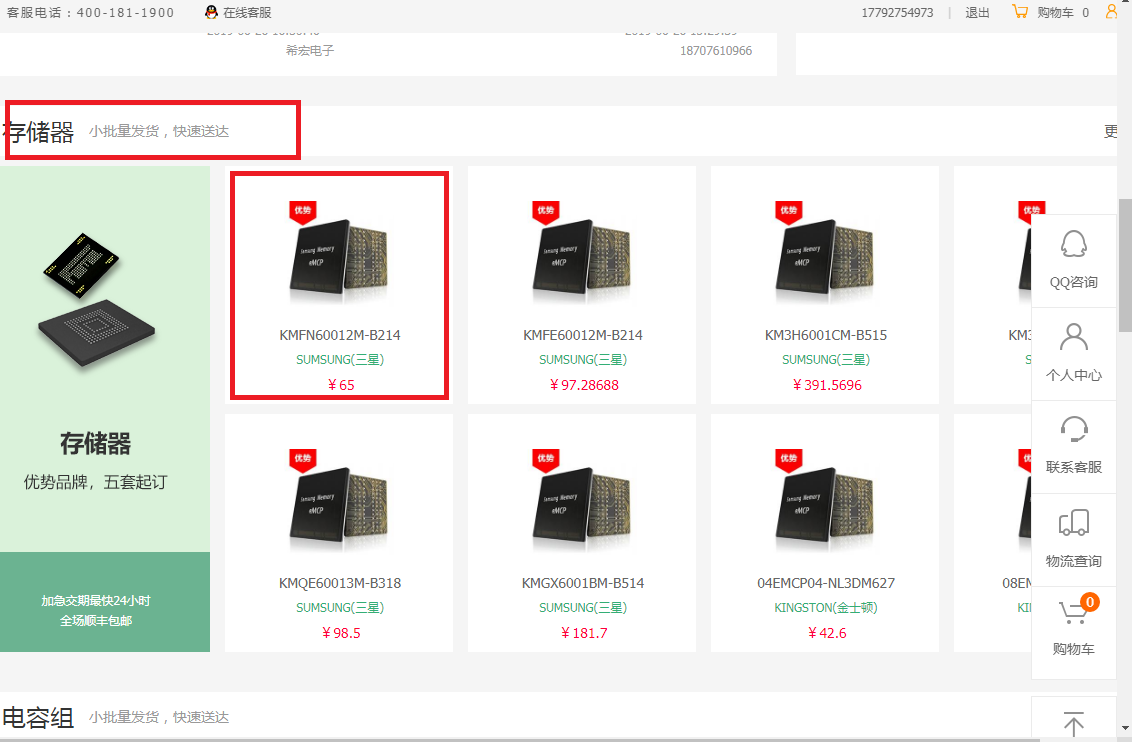 客服电话：400-181-1900
在线客服
17792754973
退出
购物车 0
希宏电子
18707610966
存储器
小批量发货，快速送达
更
存储器
优势品牌，五套起订
加急交期最快24小时
全场顺丰包邮
优势
Samsung Memory
eMCP
KMFN60012M-B214
SUMSUNG(三星)
￥65
优势
Samsung Memory
eMCP
KMFE60012M-B214
SUMSUNG(三星)
￥97.28688
优势
Samsung Memory
eMCP
KM3H6001CM-B515
SUMSUNG(三星)
￥391.5696
优势
KM3
S
优势
Samsung Memory
eMCP
KMQE60013M-B318
SUMSUNG(三星)
￥98.5
优势
Samsung Memory
eMCP
KMGX6001BM-B514
SUMSUNG(三星)
￥181.7
优势
Samsung Memory
eMCP
04EMCP04-NL3DM627
KINGSTON(金士顿)
￥42.6
08EM
KI
QQ咨询
个人中心
联系客服
物流查询
0
购物车
电容组
小批量发货，快速送达